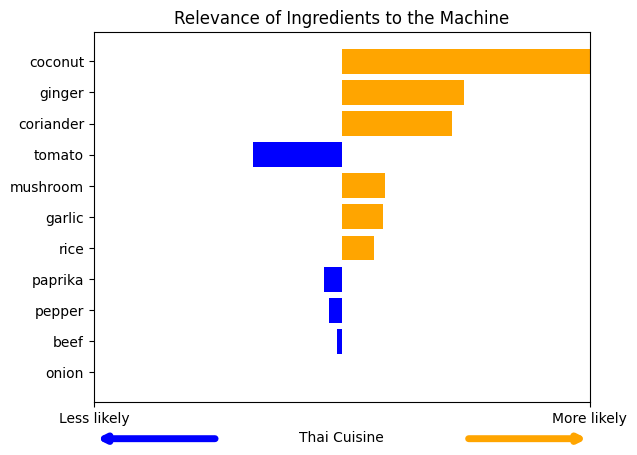 Relevance of Ingredients to the Machine
coconut
ginger
coriander
tomato
mushroom
garlic
rice
paprika
pepper
beef
onion
Less likely
More likely
Thai Cuisine